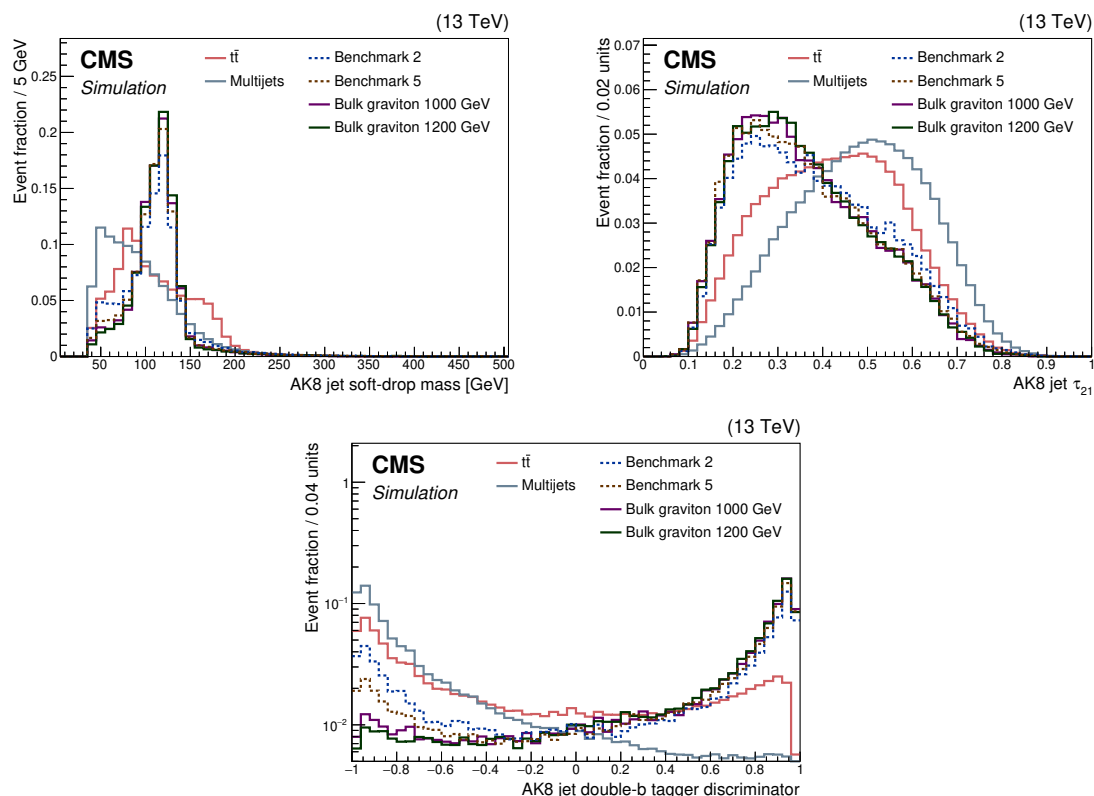 (13 TeV)
CMS
Simulation
tt̄
Multijets
Benchmark 2
Benchmark 5
Bulk graviton 1000 GeV
Bulk graviton 1200 GeV
Event fraction / 5 GeV
0.25
0.2
0.15
0.1
0.05
0
50 100 150 200 250 300 350 400 450 500
AK8 jet soft-drop mass [GeV]
(13 TeV)
CMS
Simulation
tt̄
Multijets
Benchmark 2
Benchmark 5
Bulk graviton 1000 GeV
Bulk graviton 1200 GeV
Event fraction / 0.02 units
0.07
0.06
0.05
0.04
0.03
0.02
0.01
0
0 0.1 0.2 0.3 0.4 0.5 0.6 0.7 0.8 0.9 1
AK8 jet τ21
(13 TeV)
CMS
Simulation
tt̄
Multijets
Benchmark 2
Benchmark 5
Bulk graviton 1000 GeV
Bulk graviton 1200 GeV
Event fraction / 0.04 units
1
10−1
10−2
−1 −0.8 −0.6 −0.4 −0.2 0 0.2 0.4 0.6 0.8 1
AK8 jet double-b tagger discriminator